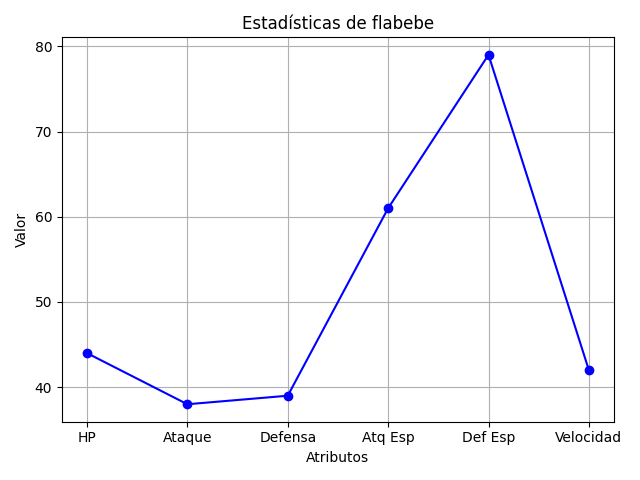 Estadísticas de flabebe
Valor
80
70
60
50
40
HP Ataque Defensa Atq Esp Def Esp Velocidad
Atributos